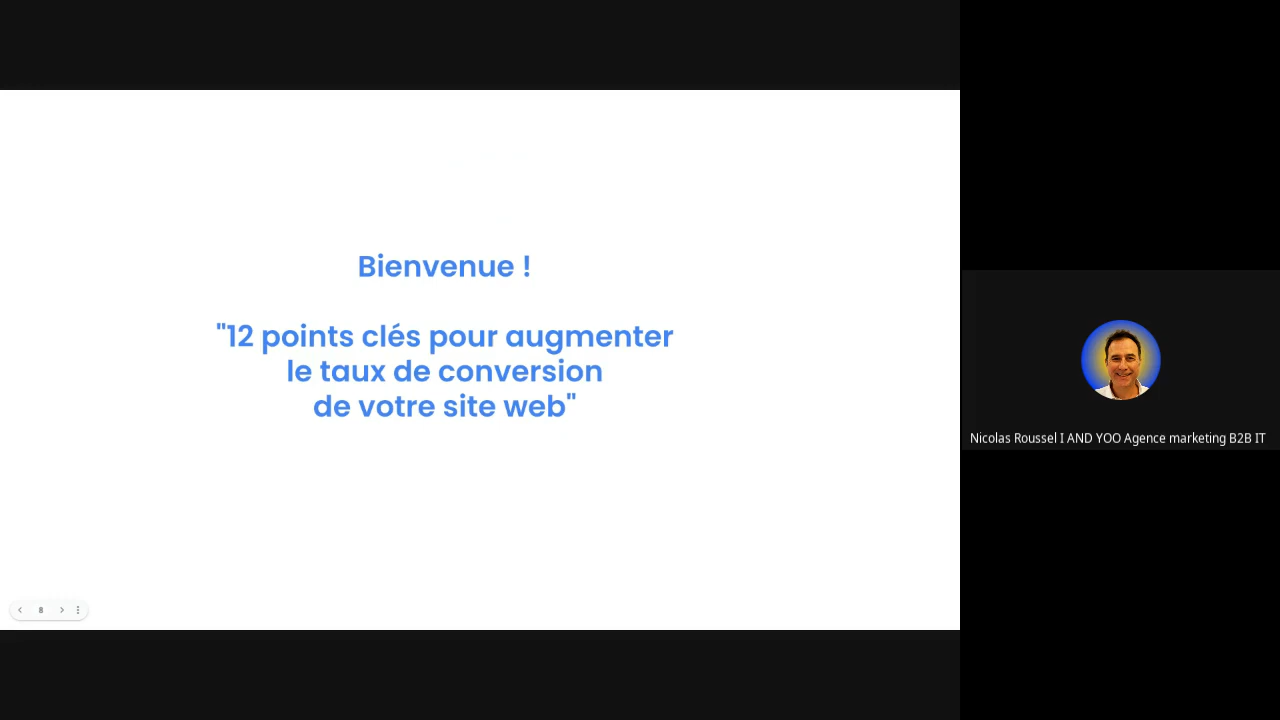 Bienvenue !
"12 points clés pour augmenter
le taux de conversion
de votre site web"
8
Nicolas Roussel I AND YOO Agence marketing B2B IT